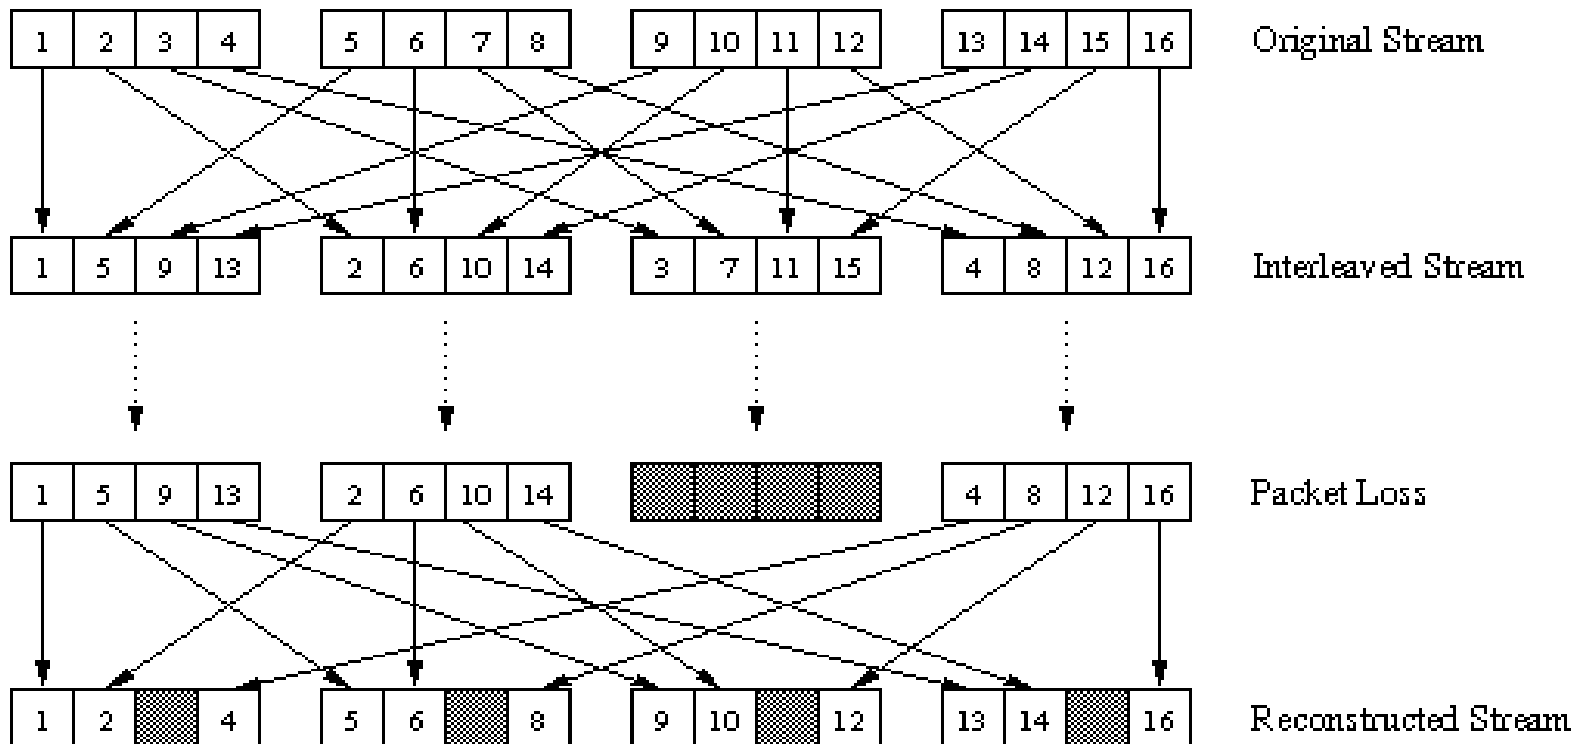 1 2 3 4 5 6 7 8 9 10 11 12 13 14 15 16 Original Stream
1 5 9 13 2 6 10 14 3 7 11 15 4 8 12 16 Interleaved Stream
1 5 9 13 2 6 10 14 4 8 12 16 Packet Loss
1 2 4 5 6 8 9 10 12 13 14 16 Reconstructed Stream